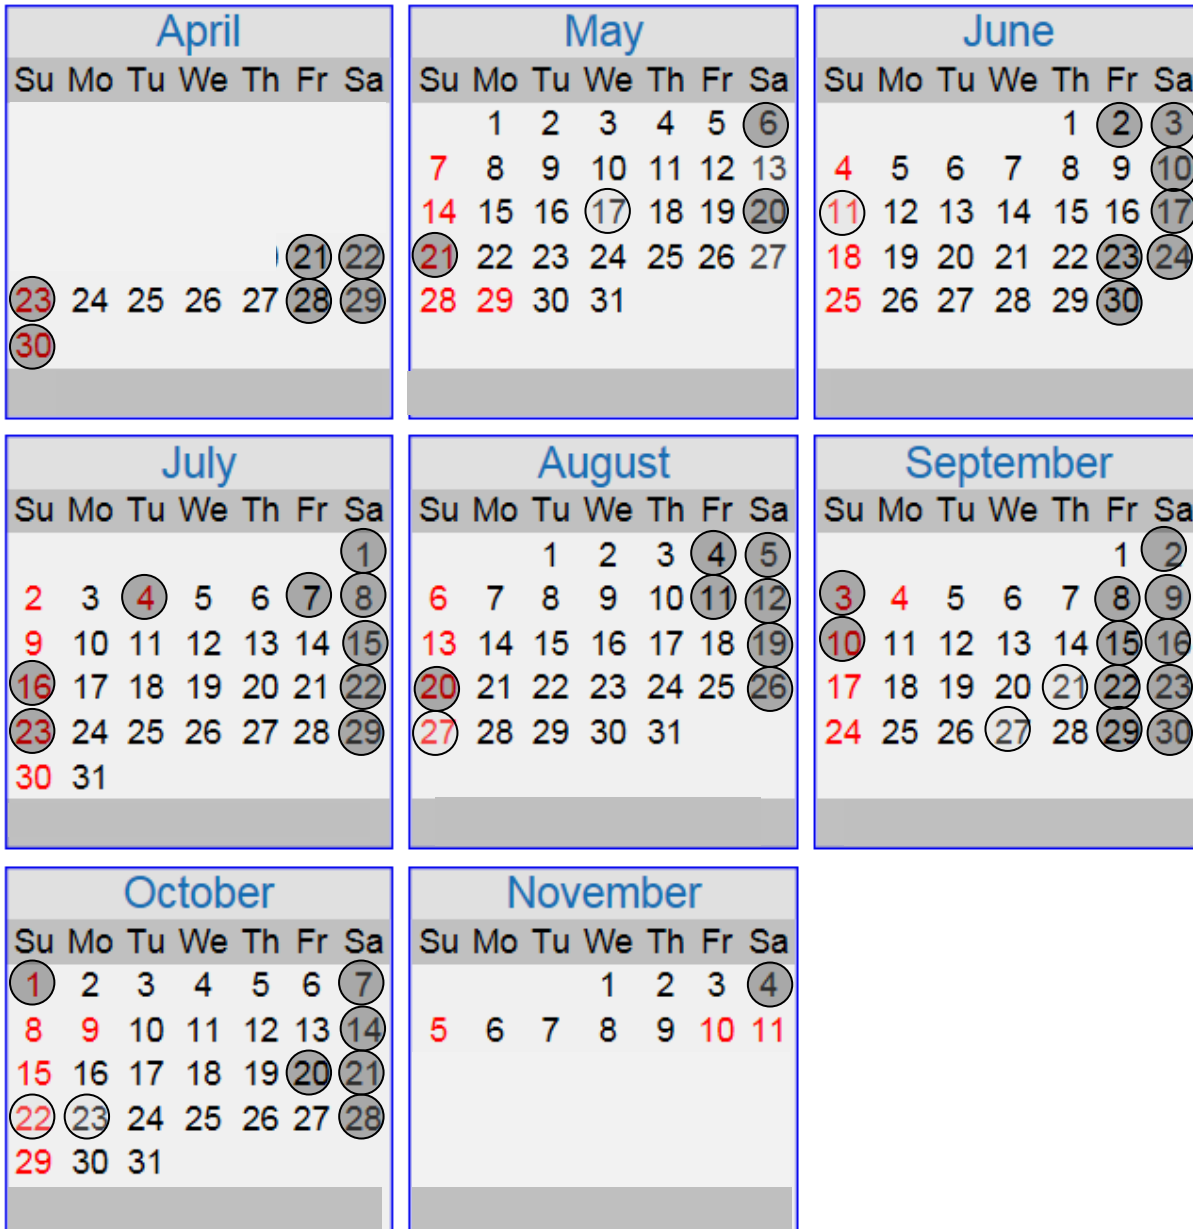 April
Su Mo Tu We Th Fr Sa
21 22
23 24 25 26 27 28 29
30
May
Su Mo Tu We Th Fr Sa
1 2 3 4 5 6
7 8 9 10 11 12 13
14 15 16 17 18 19 20
21 22 23 24 25 26 27
28 29 30 31
June
Su Mo Tu We Th Fr Sa
1 2 3
4 5 6 7 8 9 10
11 12 13 14 15 16 17
18 19 20 21 22 23 24
25 26 27 28 29 30
July
Su Mo Tu We Th Fr Sa
1
2 3 4 5 6 7 8
9 10 11 12 13 14 15
16 17 18 19 20 21 22
23 24 25 26 27 28 29
30 31
August
Su Mo Tu We Th Fr Sa
1 2 3 4 5
6 7 8 9 10 11 12
13 14 15 16 17 18 19
20 21 22 23 24 25 26
27 28 29 30 31
September
Su Mo Tu We Th Fr Sa
1 2
3 4 5 6 7 8 9
10 11 12 13 14 15 16
17 18 19 20 21 22 23
24 25 26 27 28 29 30
October
Su Mo Tu We Th Fr Sa
1 2 3 4 5 6 7
8 9 10 11 12 13 14
15 16 17 18 19 20 21
22 23 24 25 26 27 28
29 30 31
November
Su Mo Tu We Th Fr Sa
1 2 3 4
5 6 7 8 9 10 11